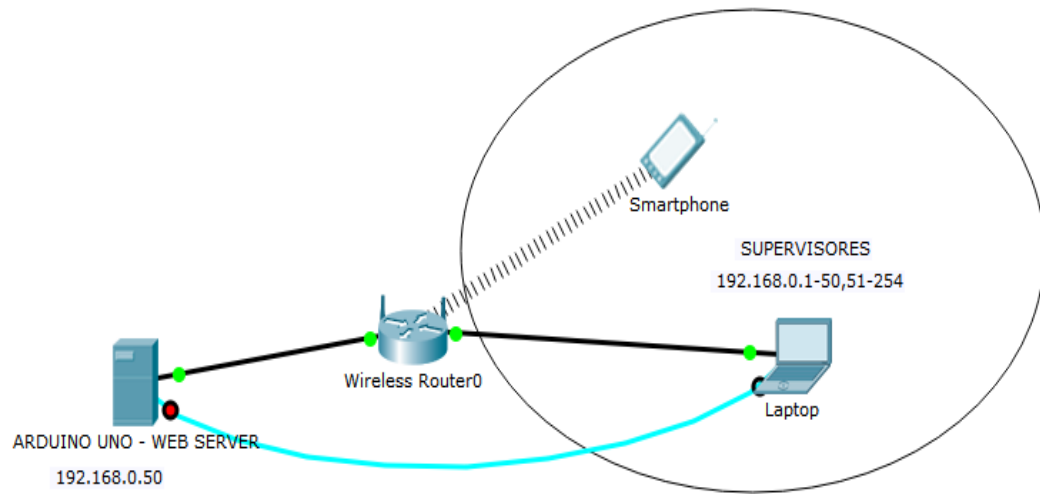 Smartphone
SUPERVISORES
192.168.0.1-50,51-254
Wireless Router0
Laptop
ARDUINO UNO - WEB SERVER
192.168.0.50